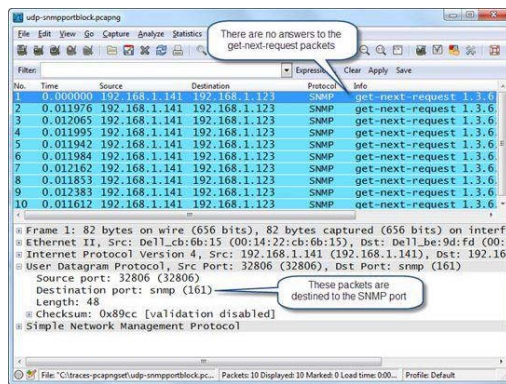 udp-snmpportblock.pcapng
File Edit View Go Capture Analyze Statistics
There are no answers to the
get-next-request packets
Filter: Expression Clear Apply Save
No. Time Source Destination Protocol Info
1 0.000000 192.168.1.141 192.168.1.123 SNMP get-next-request 1.3.6.
2 0.011976 192.168.1.141 192.168.1.123 SNMP get-next-request 1.3.6.
3 0.012065 192.168.1.141 192.168.1.123 SNMP get-next-request 1.3.6.
4 0.011995 192.168.1.141 192.168.1.123 SNMP get-next-request 1.3.6.
5 0.011942 192.168.1.141 192.168.1.123 SNMP get-next-request 1.3.6.
6 0.011984 192.168.1.141 192.168.1.123 SNMP get-next-request 1.3.6.
7 0.012162 192.168.1.141 192.168.1.123 SNMP get-next-request 1.3.6.
8 0.011853 192.168.1.141 192.168.1.123 SNMP get-next-request 1.3.6.
9 0.012383 192.168.1.141 192.168.1.123 SNMP get-next-request 1.3.6.
10 0.011612 192.168.1.141 192.168.1.123 SNMP get-next-request 1.3.6.
Frame 1: 82 bytes on wire (656 bits), 82 bytes captured (656 bits) on interf
Ethernet II, Src: Dell_cb:6b:15 (00:14:22:cb:6b:15), Dst: Dell_be:9d:fd (00:
Internet Protocol Version 4, Src: 192.168.1.141 (192.168.1.141), Dst: 192.16
User Datagram Protocol, Src Port: 32806 (32806), Dst Port: snmp (161)
Source port: 32806 (32806)
Destination port: snmp (161)
Length: 48
Checksum: 0x89cc [validation disabled]
Simple Network Management Protocol
These packets are
destined to the SNMP port
File: "C:\traces-pcapngset\udp-snmpportblock.pc... Packets: 10 Displayed: 10 Marked: 0 Load time: 0:00... Profile: Default